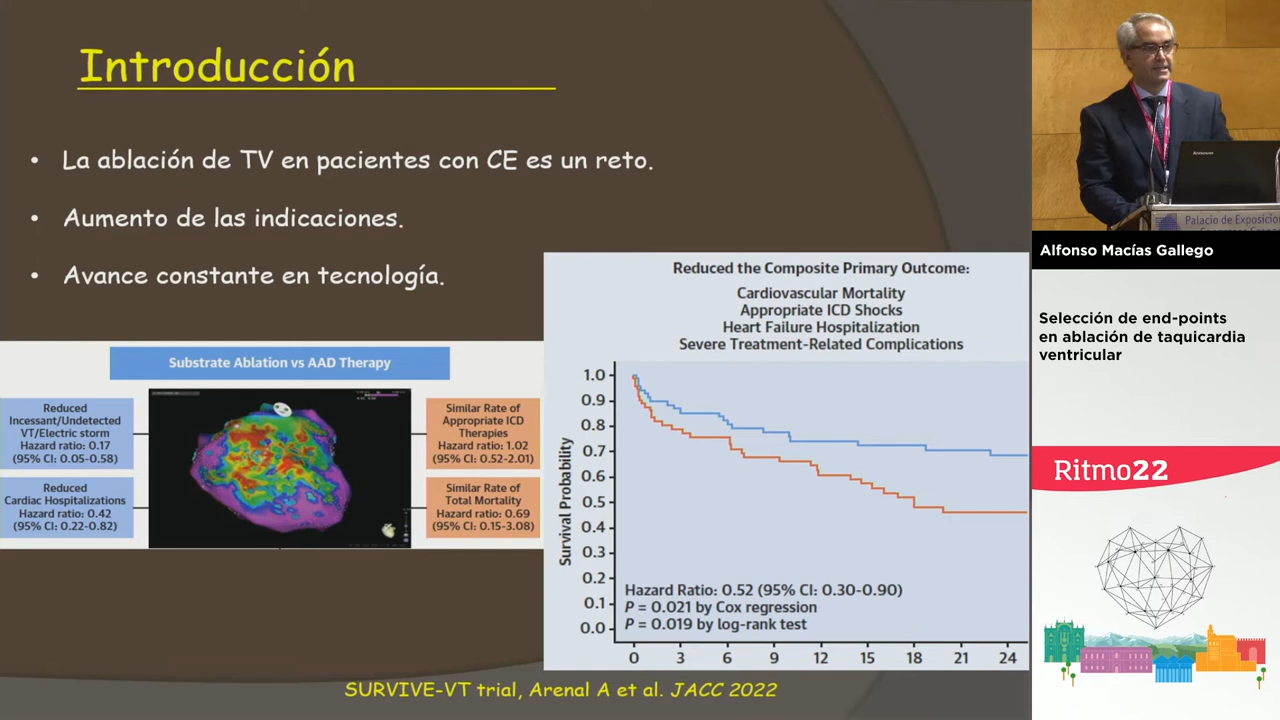 Introducción
• La ablación de TV en pacientes con CE es un reto.
• Aumento de las indicaciones.
• Avance constante en tecnología.
Substrate Ablation vs AAD Therapy
Reduced
Incessant/Undetected
VT/Electric storm
Hazard ratio: 0.17
(95% CI: 0.05-0.58)
Reduced
Cardiac Hospitalizations
Hazard ratio: 0.42
(95% CI: 0.22-0.82)
Similar Rate of
Appropriate ICD
Therapies
Hazard ratio: 1.02
(95% CI: 0.52-2.01)
Similar Rate of
Total Mortality
Hazard ratio: 0.69
(95% CI: 0.15-3.08)
Reduced the Composite Primary Outcome:
Cardiovascular Mortality
Appropriate ICD Shocks
Heart Failure Hospitalization
Severe Treatment-Related Complications
Survival Probability
1.0
0.9
0.8
0.7
0.6
0.5
0.4
0.3
0.2
0.1
0.0
Hazard Ratio: 0.52 (95% CI: 0.30-0.90)
P = 0.021 by Cox regression
P = 0.019 by log-rank test
0 3 6 9 12 15 18 21 24
SURVIVE-VT trial, Arenal A et al. JACC 2022
Palacio de Exposicion
Alfonso Macías Gallego
Selección de end-points
en ablación de taquicardia
ventricular
Ritmo22